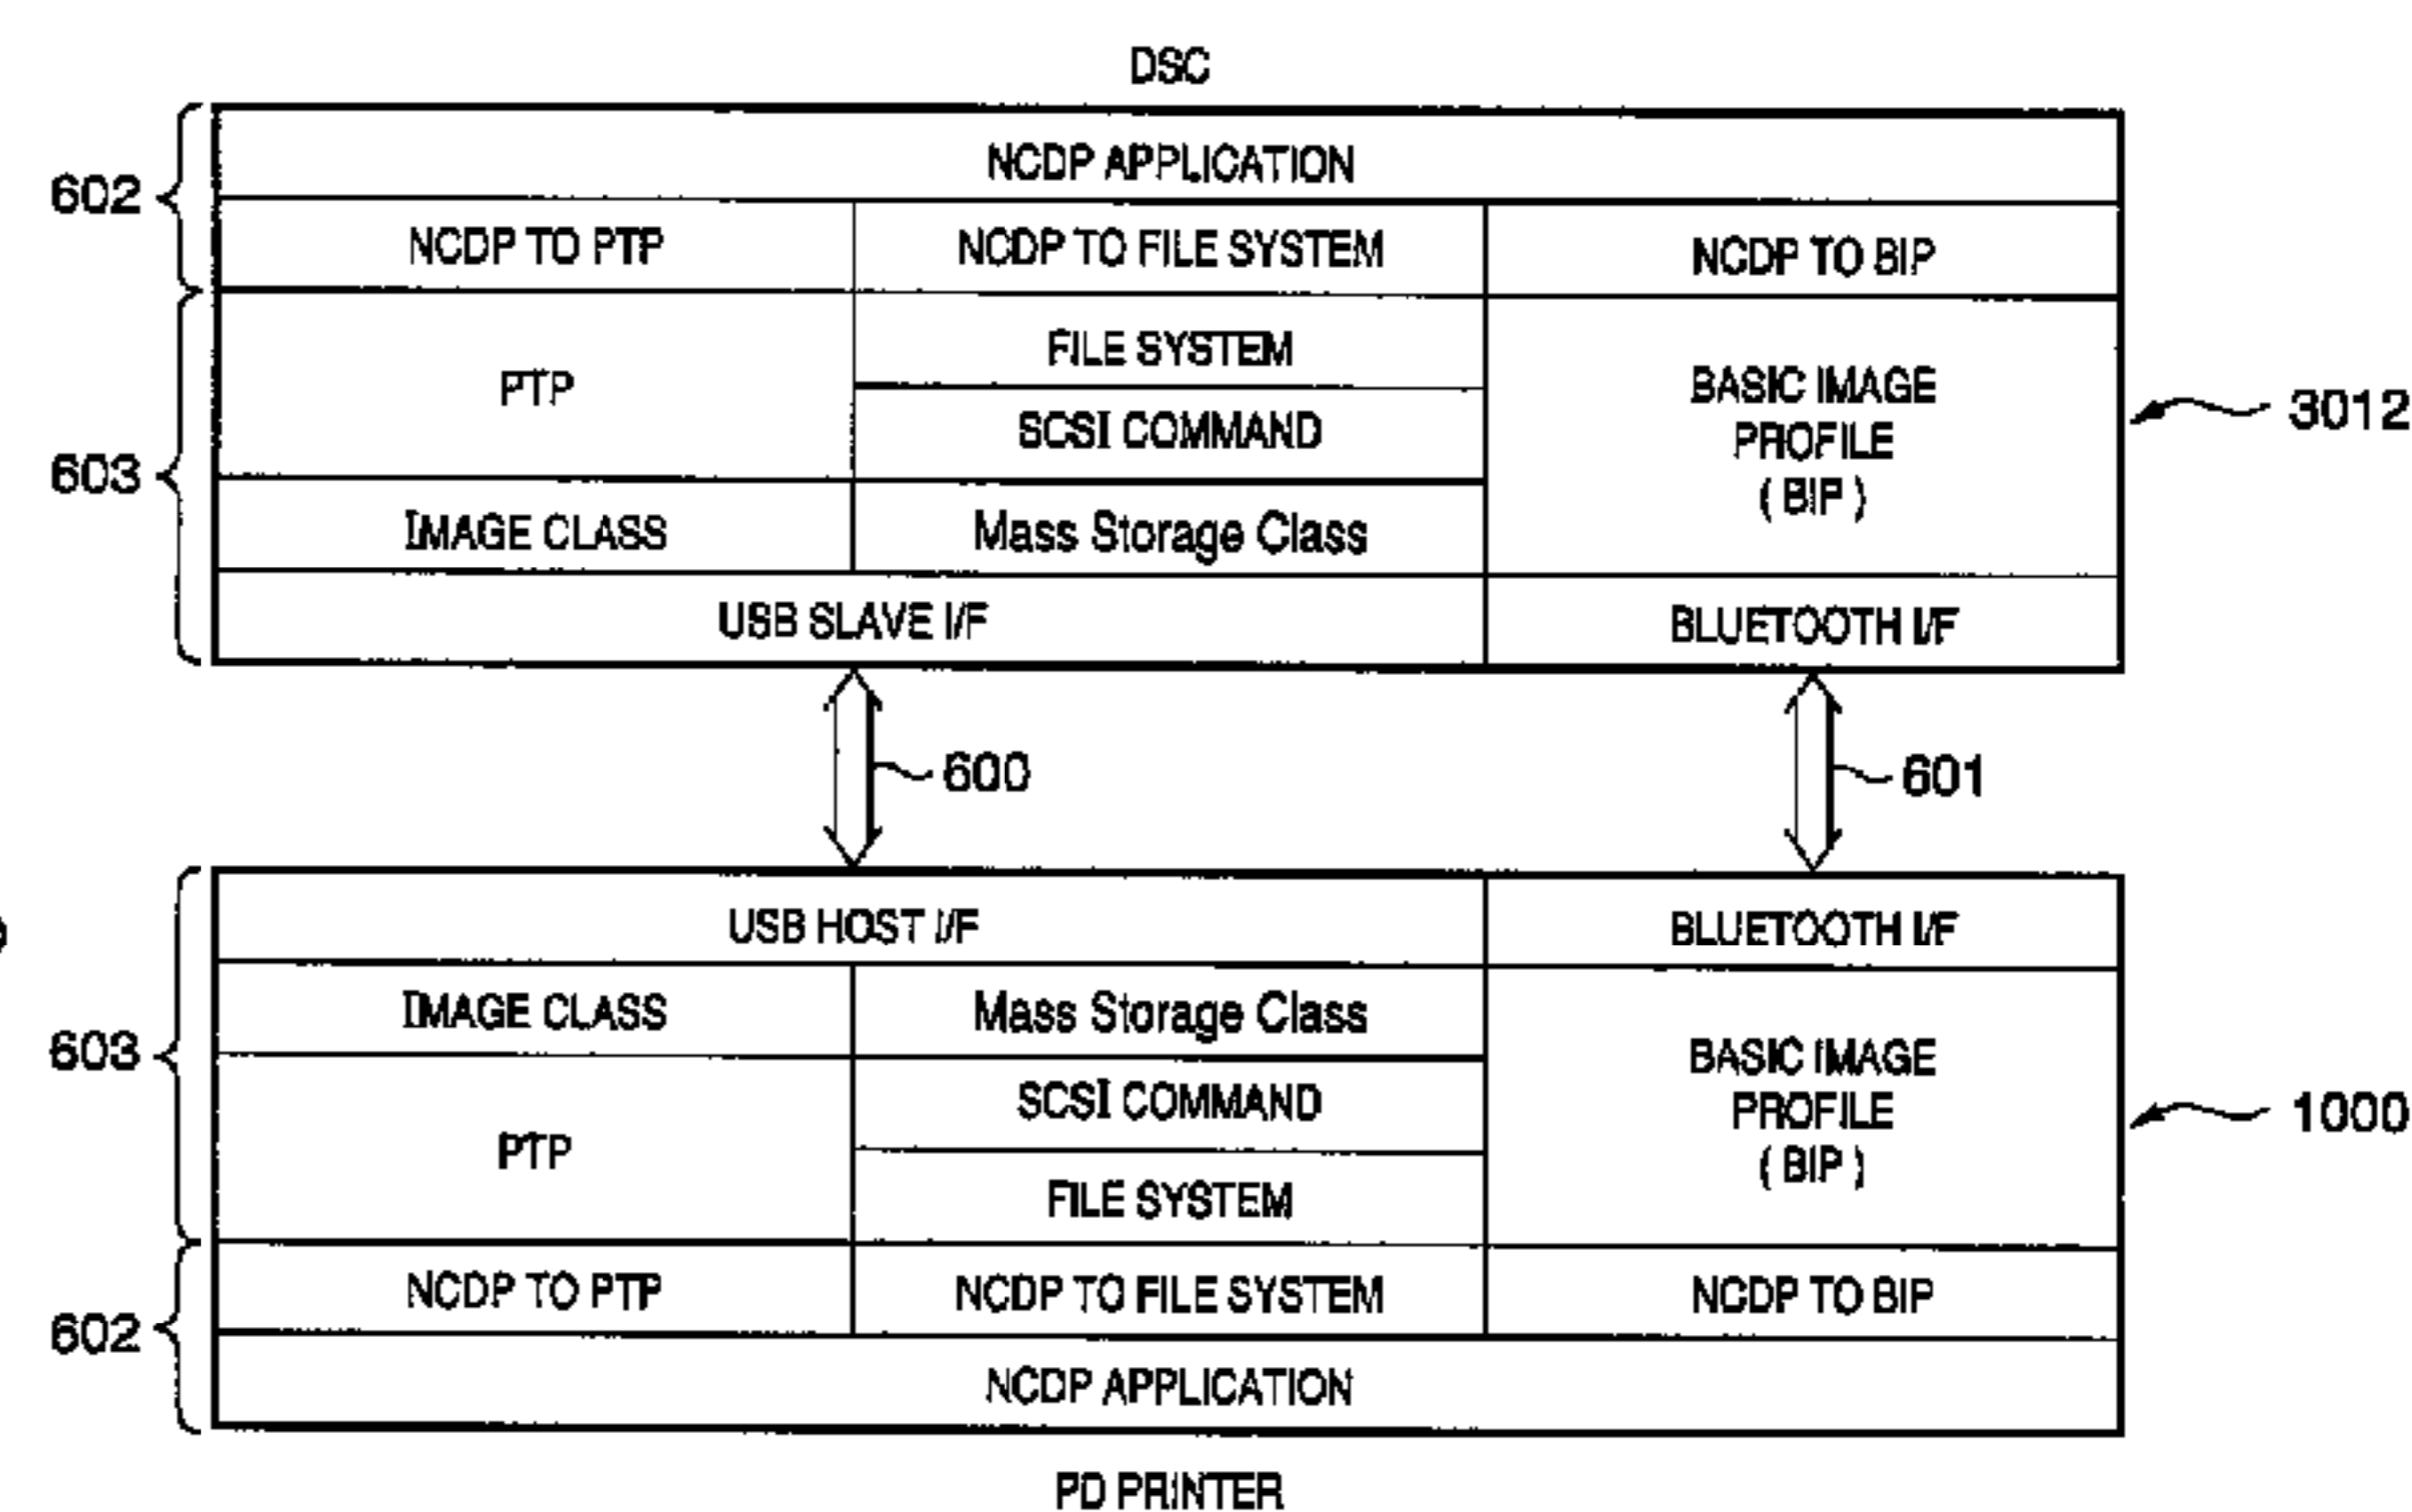 DSC
602
NCDP APPLICATION
NCDP TO PTP
NCDP TO FILE SYSTEM
NCDP TO BIP
603
PTP
FILE SYSTEM
SCSI COMMAND
BASIC IMAGE
PROFILE
( BIP )
3012
IMAGE CLASS
Mass Storage Class
USB SLAVE I/F
BLUETOOTH I/F
600
601
603
USB HOST I/F
BLUETOOTH I/F
IMAGE CLASS
Mass Storage Class
PTP
SCSI COMMAND
FILE SYSTEM
BASIC IMAGE
PROFILE
( BIP )
1000
602
NCDP TO PTP
NCDP TO FILE SYSTEM
NCDP TO BIP
NCDP APPLICATION
PD PRINTER